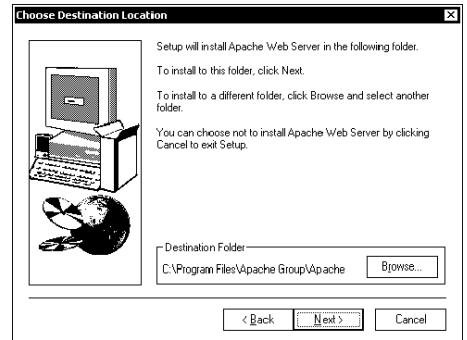 Choose Destination Location
Setup will install Apache Web Server in the following folder.
To install to this folder, click Next.
To install to a different folder, click Browse and select another
folder.
You can choose not to install Apache Web Server by clicking
Cancel to exit Setup.
Destination Folder
C:\Program Files\Apache Group\Apache
Browse...
< Back
Next >
Cancel